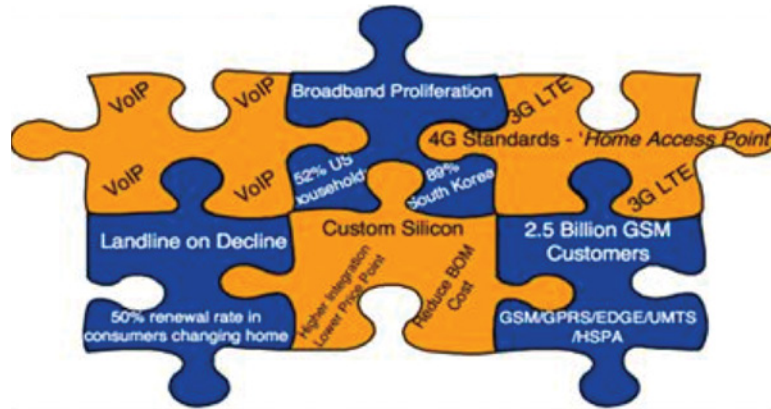 VoIP
VoIP
VoIP
VoIP
Broadband Proliferation
52% US
Household
89%
South Korea
3G LTE
4G Standards - 'Home Access Point'
3G LTE
Landline on Decline
50% renewal rate in
consumers changing home
Custom Silicon
Higher Integration
Lower Price Point
Reduce BOM
Cost
2.5 Billion GSM
Customers
GSM/GPRS/EDGE/UMTS
/HSPA